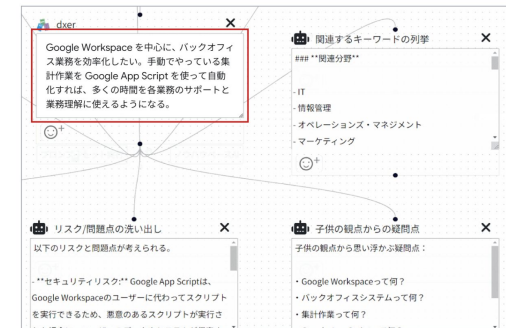 dxer
Google Workspace を中心に、バックオフィ
ス業務を効率化したい。手動でやっている集
計作業を Google App Script を使って自動
化すれば、多くの時間を各業務のサポートと
業務理解に使えるようになる。
関連するキーワードの列挙
### **関連分野**
- IT
- 情報管理
- オペレーションズ・マネジメント
- マーケティング
リスク/問題点の洗い出し
以下のリスクと問題点が考えられる。
- **セキュリティリスク:** Google App Scriptは、
Google Workspaceのユーザーに代わってスクリプト
を実行できるため、悪意のあるスクリプトが実行さ
子供の観点からの疑問点
子供の観点から思い浮かぶ疑問点：
・Google Workspaceって何？
・バックオフィスシステムって何？
・集計作業って何？